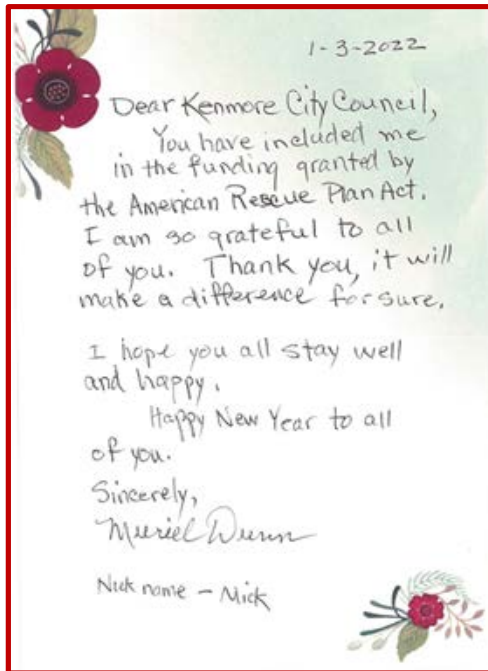 1-3-2022
Dear Kenmore City Council,
You have included me
in the funding granted by
the American Rescue Plan Act.
I am so grateful to all
of you. Thank you, it will
make a difference for sure.
I hope you all stay well
and happy.
Happy New Year to all
of you.
Sincerely,
Muriel Dunn
Nick name - Mick